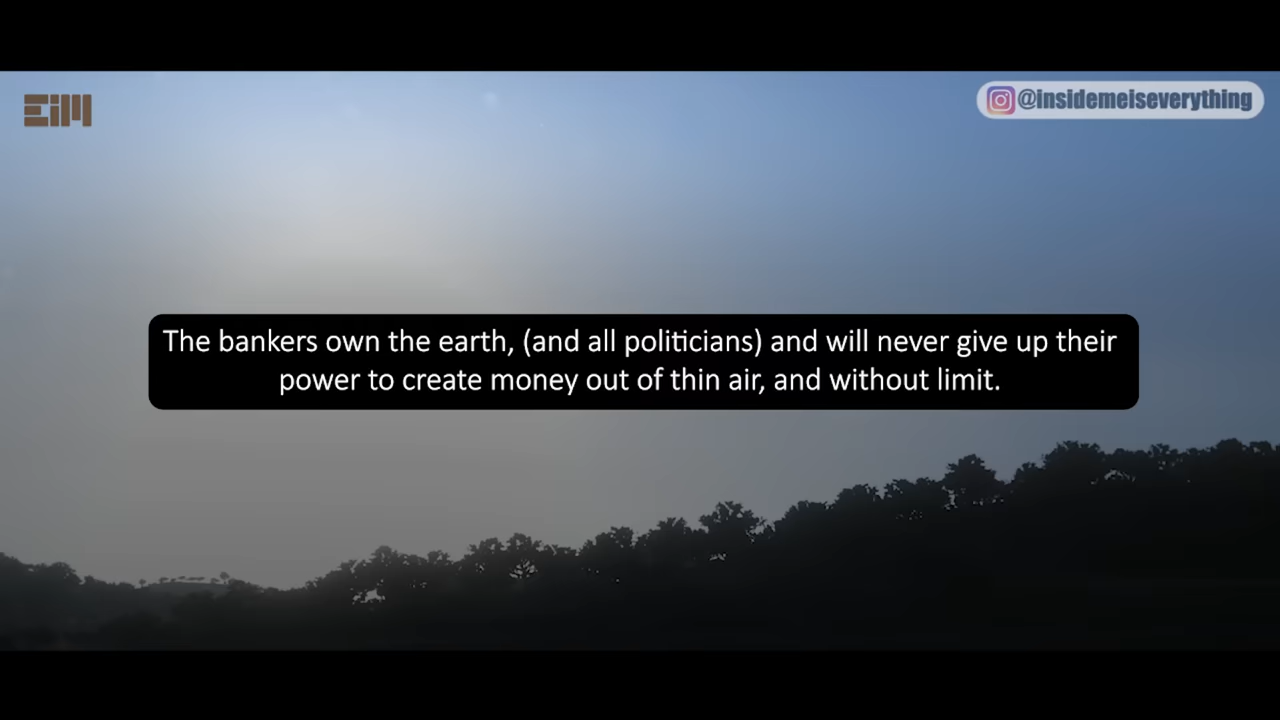 EiM
@insidemeiseverything
The bankers own the earth, (and all politicians) and will never give up their
power to create money out of thin air, and without limit.